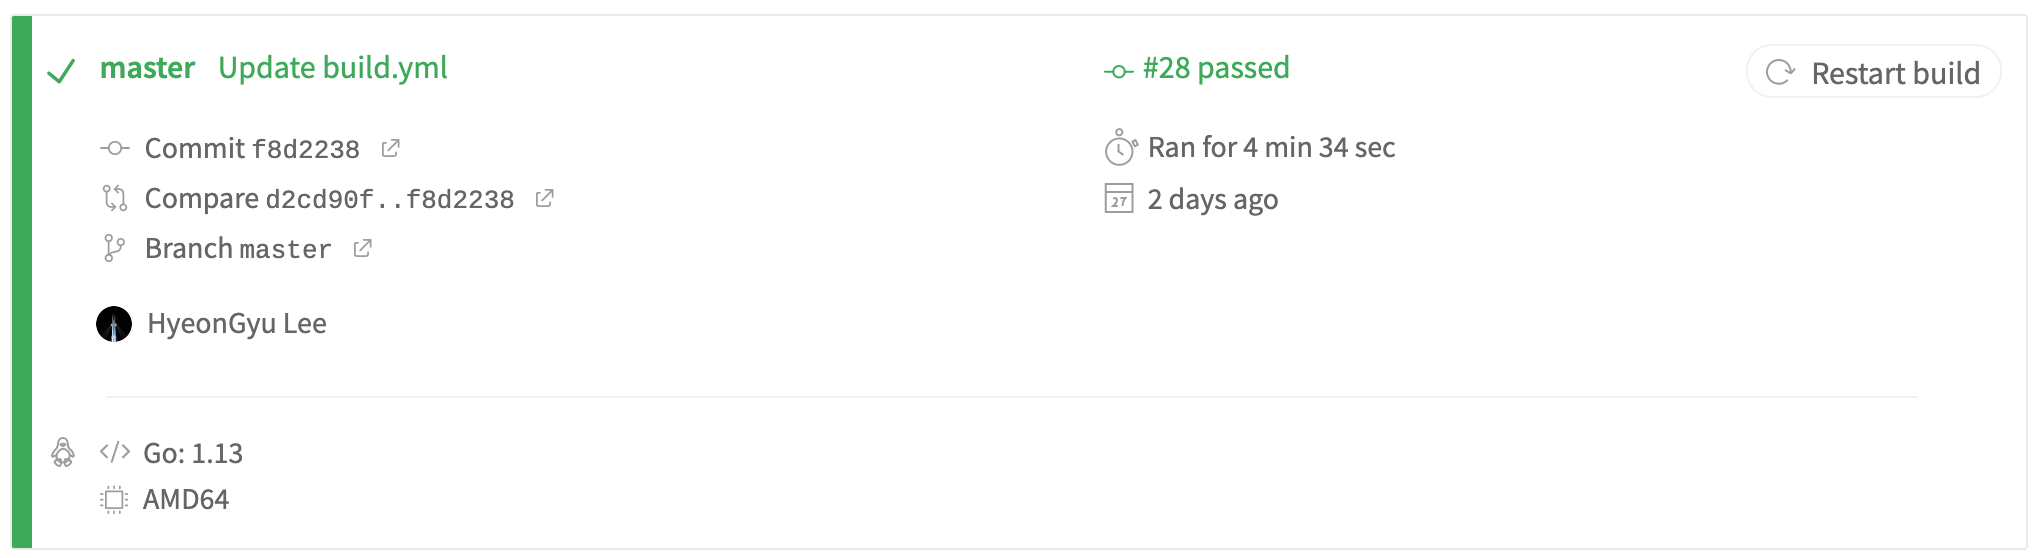 master Update build.yml
#28 passed
Restart build
Commit f8d2238
Compare d2cd90f..f8d2238
Branch master
Ran for 4 min 34 sec
27
2 days ago
HyeonGyu Lee
</> Go: 1.13
AMD64